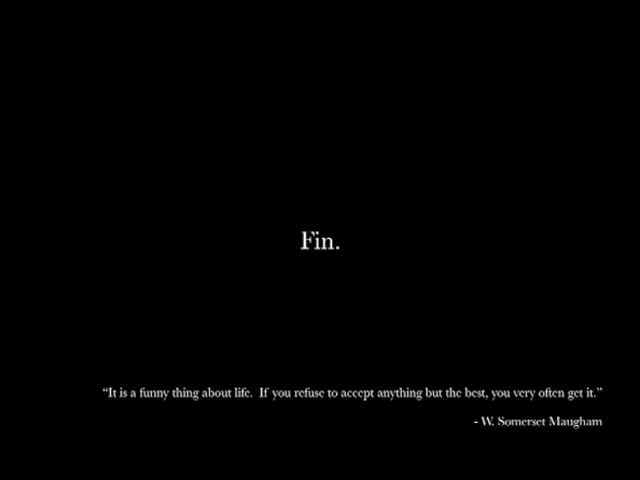 Fin.
“It is a funny thing about life.  If you refuse to accept anything but the best, you very often get it.”
- W. Somerset Maugham